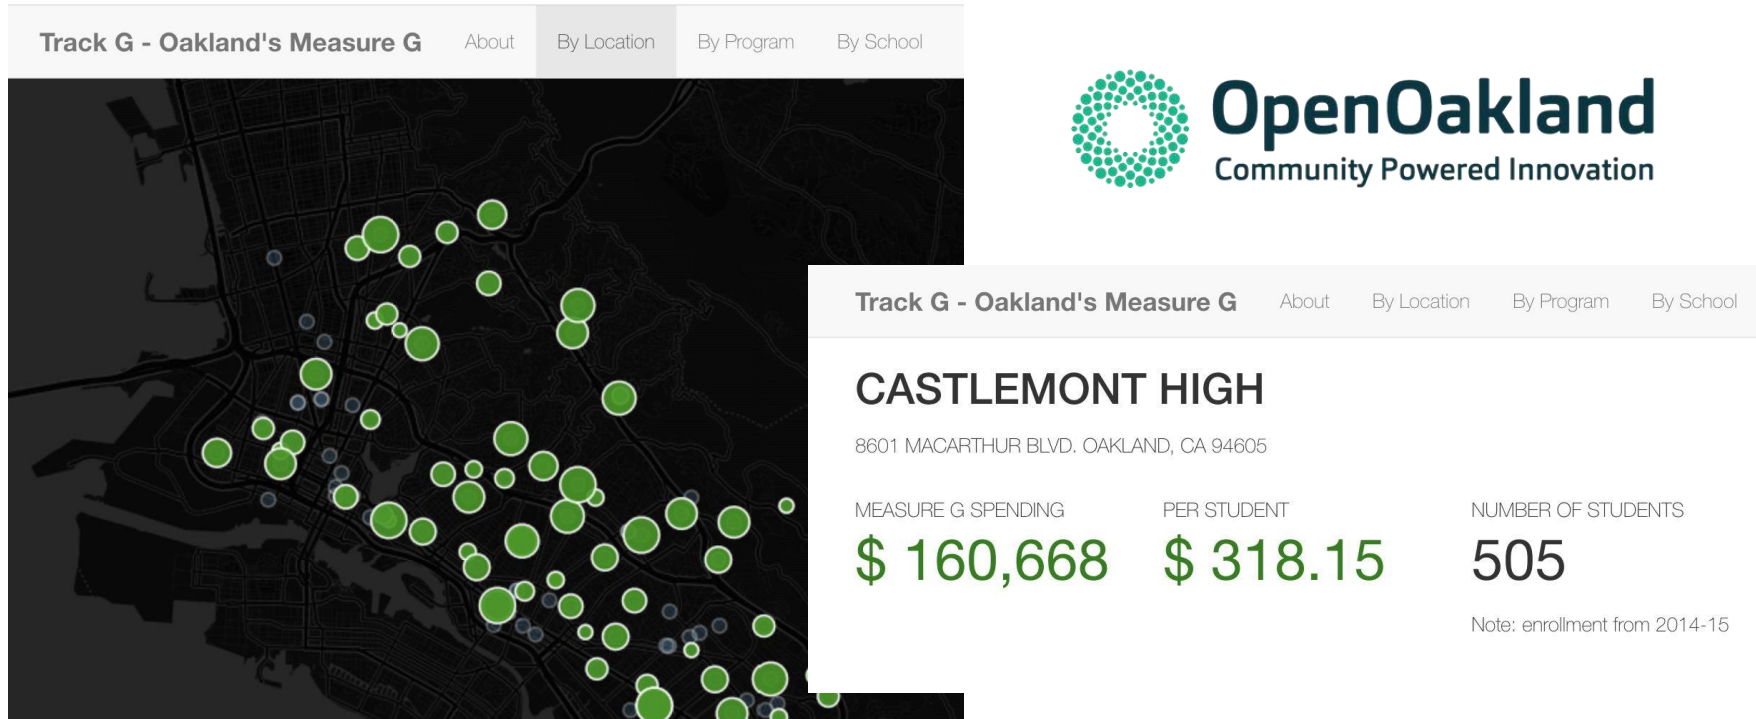 Track G - Oakland's Measure G About By Location By Program By School
OpenOakland
Community Powered Innovation
Track G - Oakland's Measure G About By Location By Program By School
CASTLEMONT HIGH
8601 MACARTHUR BLVD. OAKLAND, CA 94605
MEASURE G SPENDING PER STUDENT NUMBER OF STUDENTS
$ 160,668 $ 318.15 505
Note: enrollment from 2014-15